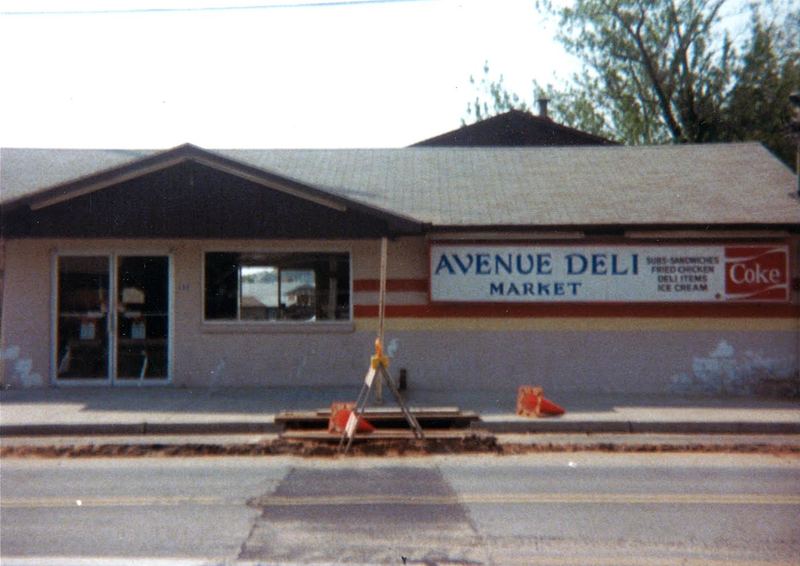 AVENUE DELI
MARKET
SUBS-SANDWICHES
FRIED CHICKEN
DELI ITEMS
ICE CREAM
Coke